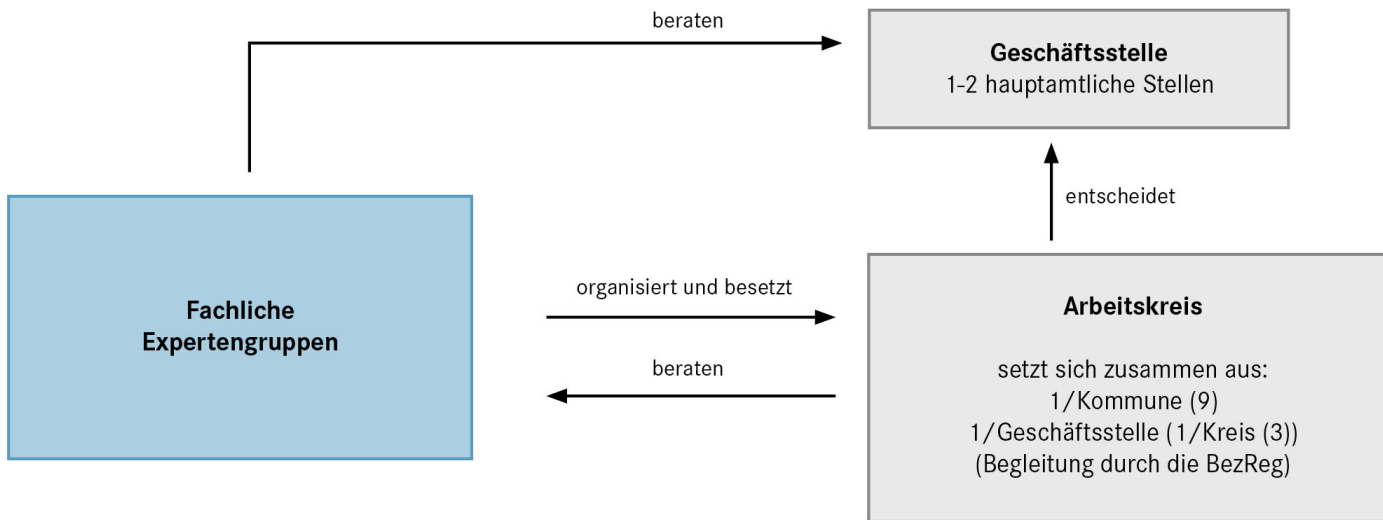 beraten
Geschäftsstelle
1-2 hauptamtliche Stellen
entscheidet
Fachliche
Expertengruppen
organisiert und besetzt
beraten
Arbeitskreis
setzt sich zusammen aus:
1/Kommune (9)
1/Geschäftsstelle (1/Kreis (3))
(Begleitung durch die BezReg)